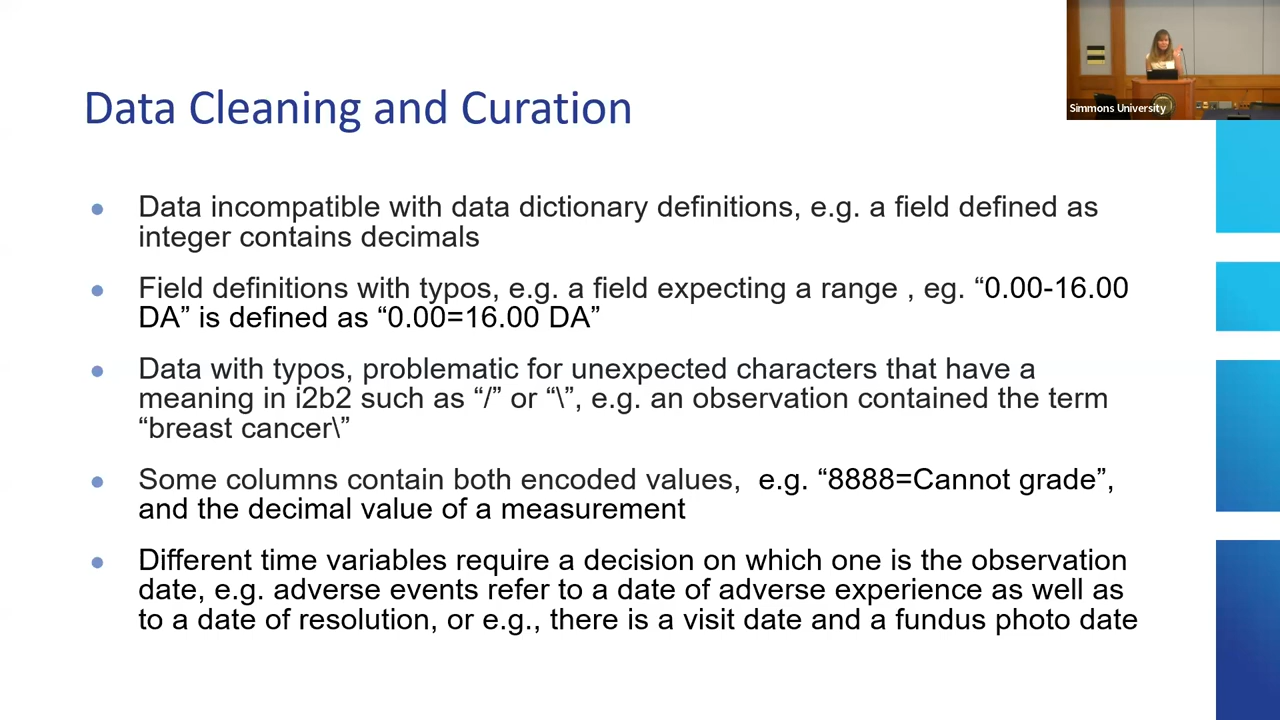 Simmons University
Data Cleaning and Curation
• Data incompatible with data dictionary definitions, e.g. a field defined as
integer contains decimals
• Field definitions with typos, e.g. a field expecting a range , eg. “0.00-16.00
DA” is defined as “0.00=16.00 DA”
• Data with typos, problematic for unexpected characters that have a
meaning in i2b2 such as “/” or “\”, e.g. an observation contained the term
“breast cancer\”
• Some columns contain both encoded values,  e.g. “8888=Cannot grade”,
and the decimal value of a measurement
• Different time variables require a decision on which one is the observation
date, e.g. adverse events refer to a date of adverse experience as well as
to a date of resolution, or e.g., there is a visit date and a fundus photo date